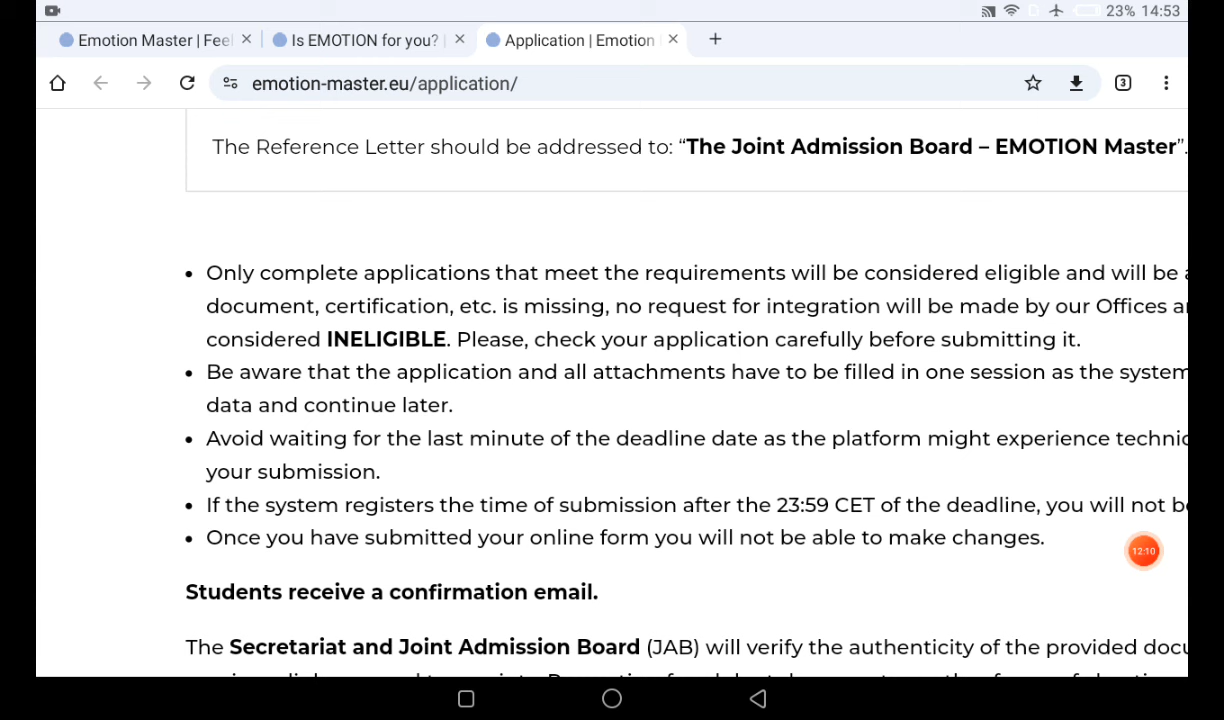 23% 14:53
Emotion Master | Feel
Is EMOTION for you? |
Application | Emotion
emotion-master.eu/application/
3
The Reference Letter should be addressed to: “The Joint Admission Board – EMOTION Master”.
• Only complete applications that meet the requirements will be considered eligible and will be
document, certification, etc. is missing, no request for integration will be made by our Offices
considered INELIGIBLE. Please, check your application carefully before submitting it.
• Be aware that the application and all attachments have to be filled in one session as the system
data and continue later.
• Avoid waiting for the last minute of the deadline date as the platform might experience
your submission.
• If the system registers the time of submission after the 23:59 CET of the deadline, you will not
• Once you have submitted your online form you will not be able to make changes.
12:10
Students receive a confirmation email.
The Secretariat and Joint Admission Board (JAB) will verify the authenticity of the provided